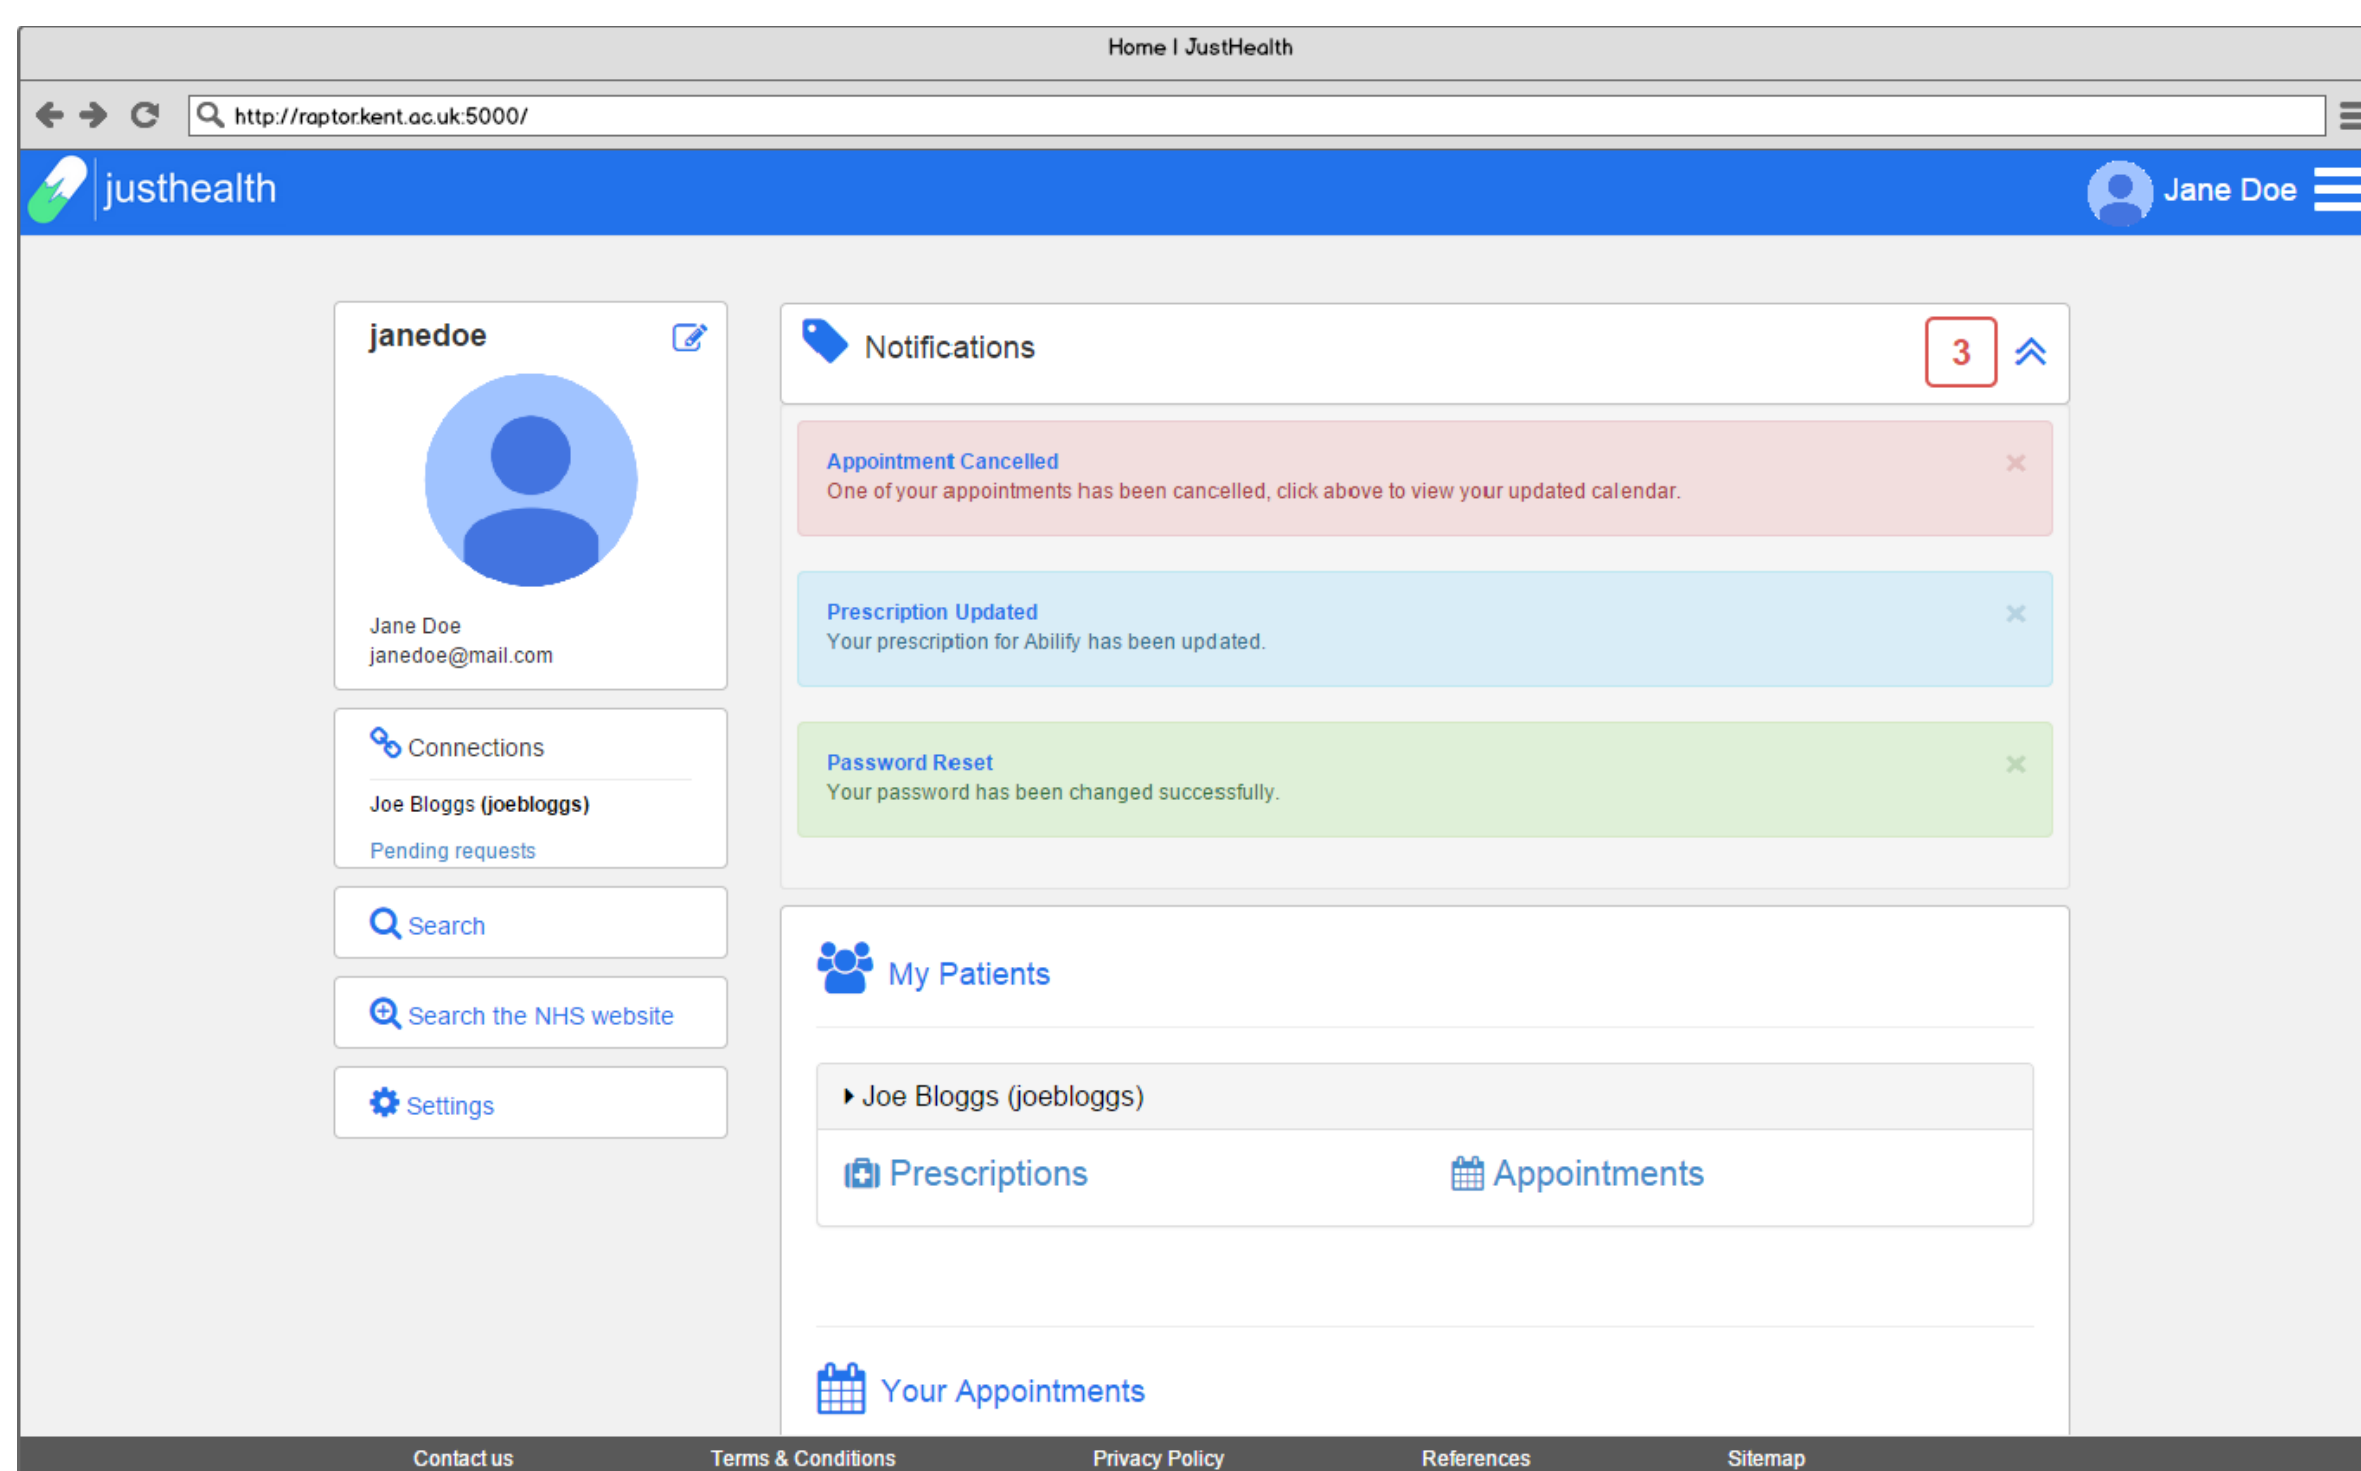 Home | JustHealth
http://raptor.kent.ac.uk:5000/
justhealth
Jane Doe
janedoe
Jane Doe
janedoe@mail.com
Connections
Joe Bloggs (joebloggs)
Pending requests
Search
Search the NHS website
Settings
Notifications
3
Appointment Cancelled
One of your appointments has been cancelled, click above to view your updated calendar.
Prescription Updated
Your prescription for Abilify has been updated.
Password Reset
Your password has been changed successfully.
My Patients
Joe Bloggs (joebloggs)
Prescriptions
Appointments
Your Appointments
Contact us
Terms & Conditions
Privacy Policy
References
Sitemap